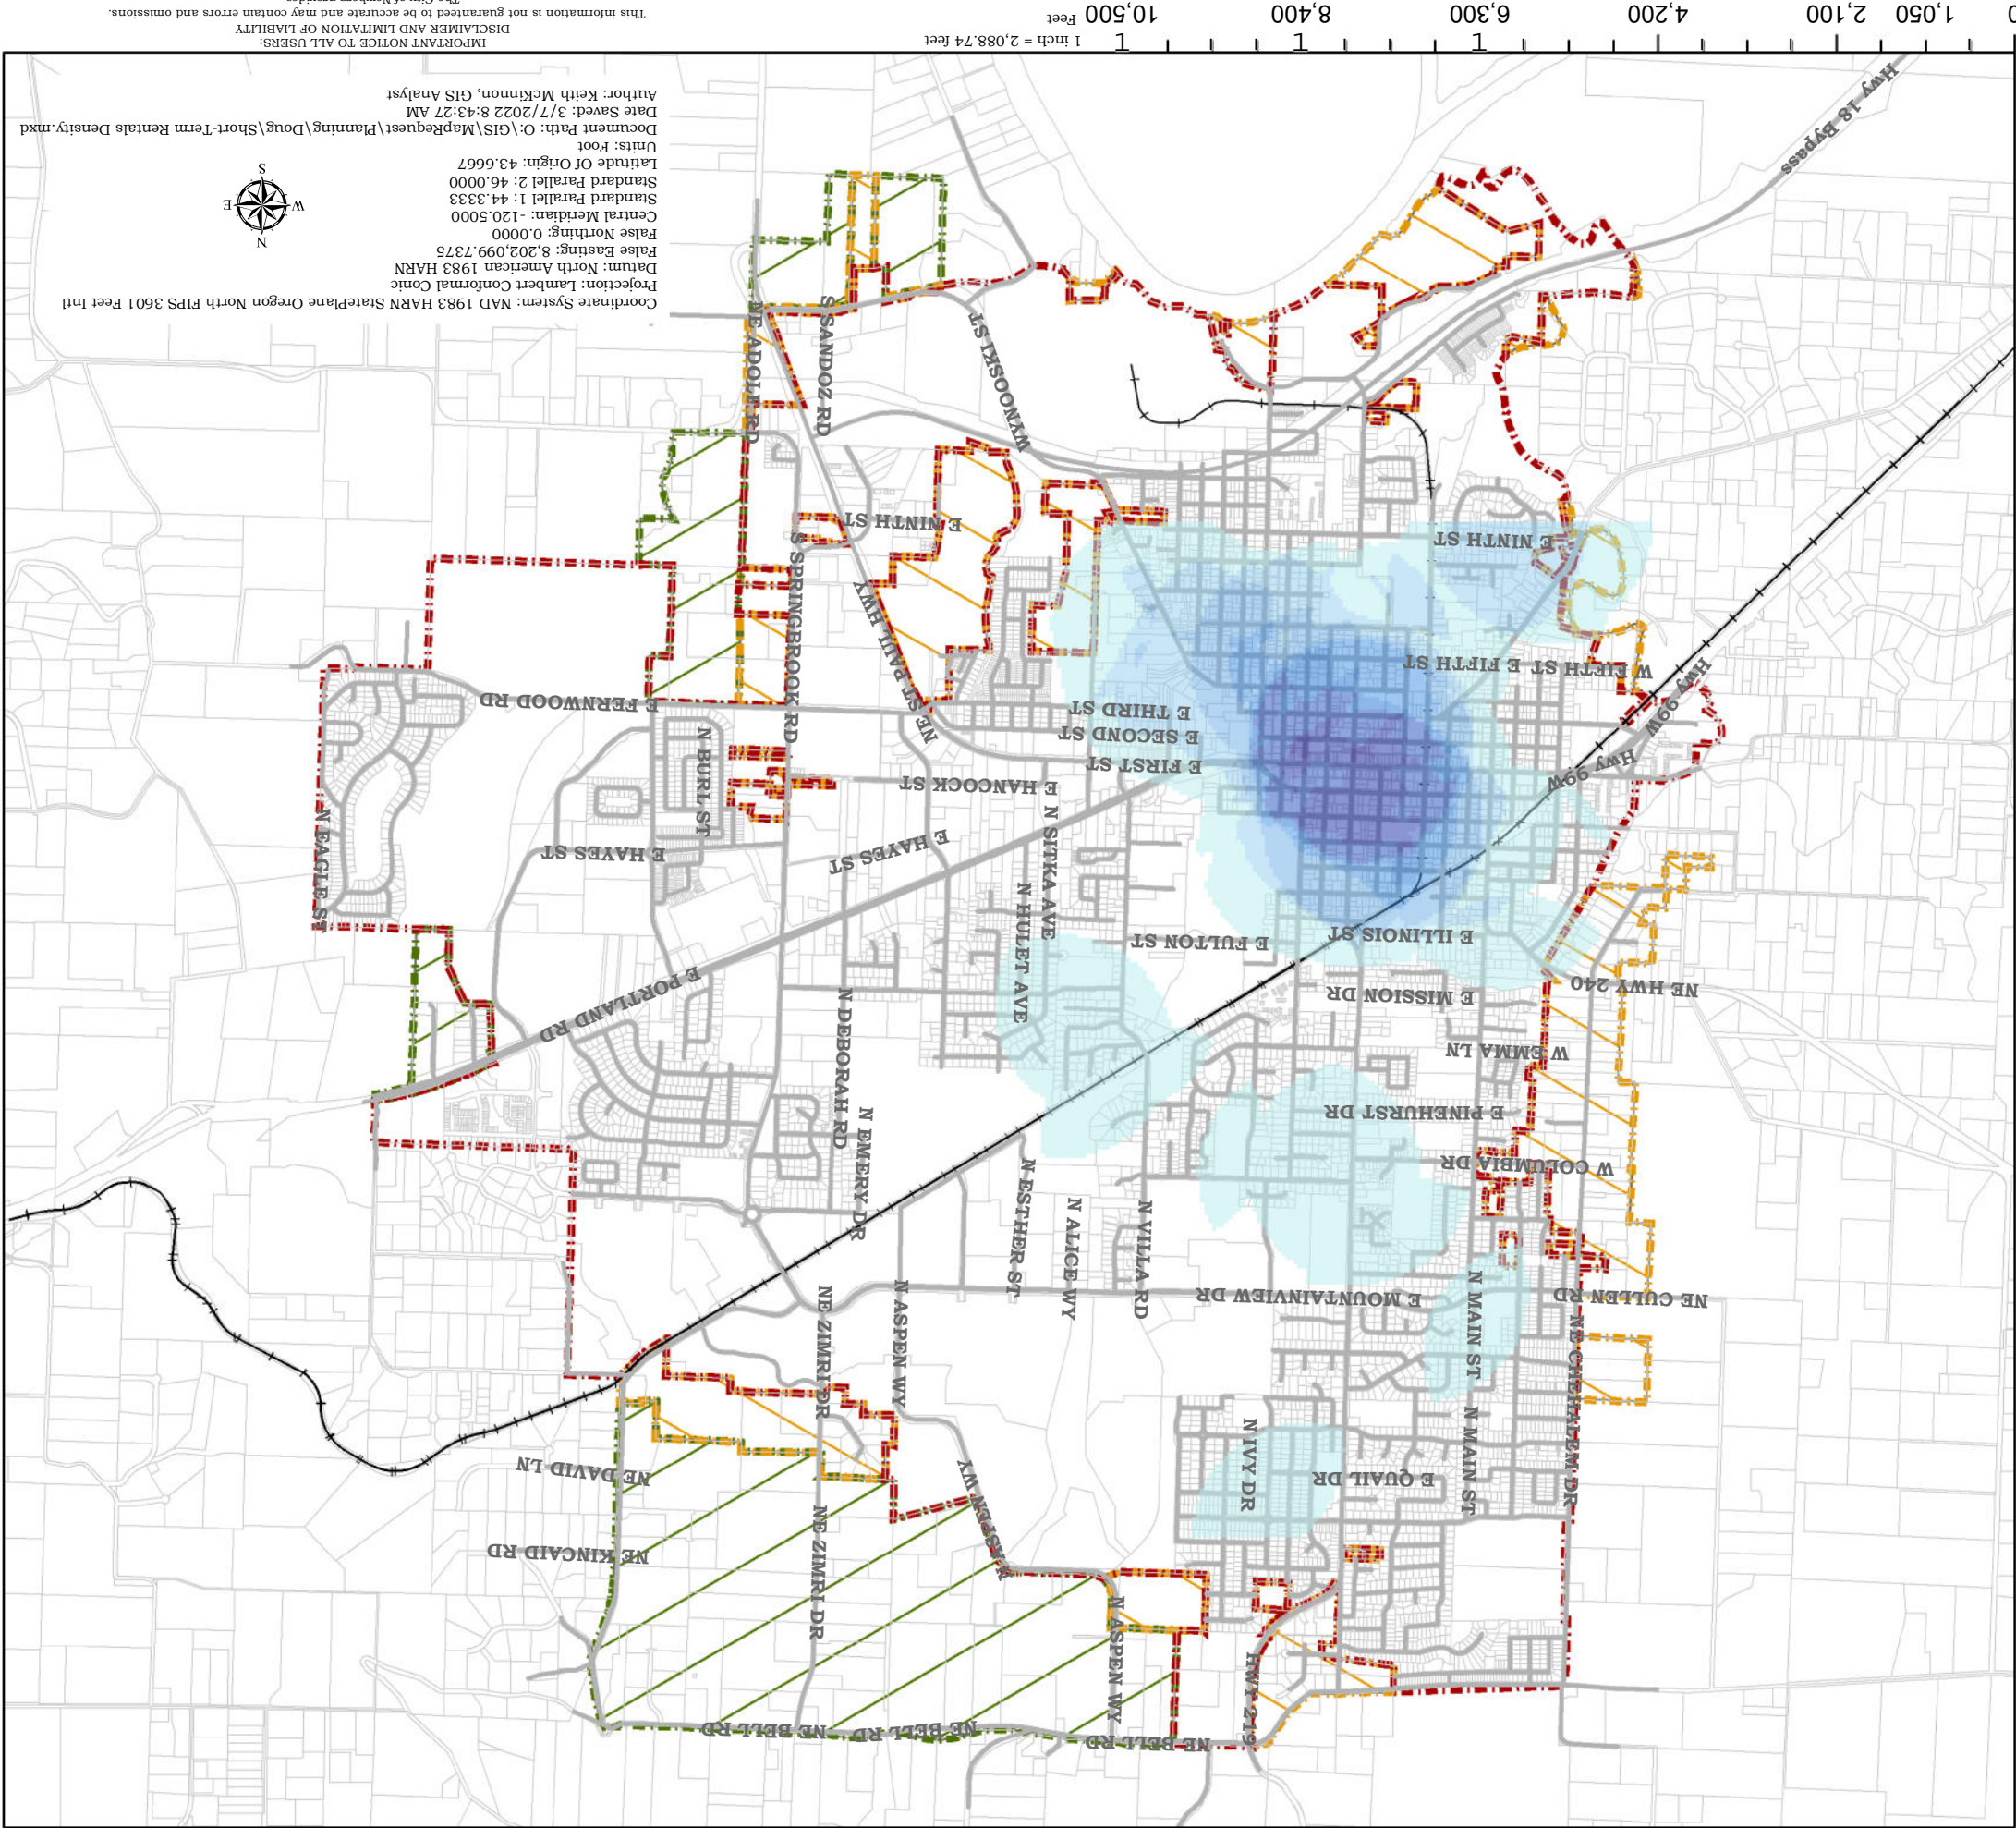 NE BELL RD
NE BELL RD
NE BELL RD
HWY 219
N ASPEN WY
NE ZIMRI DR
NE KINCAID RD
N ASPEN WY
E QUAIL DR
N IVY DR
NE DAVID LN
N MAIN ST
NE CHEHALEM DR
N MAIN ST
NE ZIMRI DR
N ASPEN WY
NE CULLEN RD
E MOUNTAINVIEW DR
N VILLA RD
N ALICE WY
N ESTHER ST
N EMERY DR
W COLUMBIA DR
E PINEHURST DR
W EMMA LN
N DEBORAH RD
E PORTLAND RD
NE HWY 240
E MISSION DR
E ILLINOIS ST
E FULTON ST
N HULET AVE
N SITKA AVE
E HAYES ST
E HAYES ST
N EAGLE ST
N BURL ST
E HANCOCK ST
Hwy 99W
Hwy 99W
E FIRST ST
E SECOND ST
E THIRD ST
E FERNWOOD RD
W FIFTH ST
E FIFTH ST
NE ST PAUL HWY
S SPRINGBROOK RD
E NINTH ST
E NINTH ST
WYNOOSKI ST
S SANDOZ RD
NE ADOLF RD
Hwy 18 Bypass
Coordinate System: NAD 1983 HARN StatePlane Oregon North FIPS 3601 Feet Intl
Projection: Lambert Conformal Conic
Datum: North American 1983 HARN
False Easting: 8,202,099.7375
False Northing: 0.0000
Central Meridian: -120.5000
Standard Parallel 1: 44.3333
Standard Parallel 2: 46.0000
Latitude Of Origin: 43.6667
Units: Foot
Document Path: O:\GIS\MapRequest\Planning\Doug\Short-Term Rentals Density.mxd
Date Saved: 3/7/2022 8:43:27 AM
Author: Keith McKinnon, GIS Analyst
N
W
E
S
0 1,050 2,100 4,200 6,300 8,400 10,500
Feet
1 inch = 2,088.74 feet
IMPORTANT NOTICE TO ALL USERS:
DISCLAIMER AND LIMITATION OF LIABILITY
This information is not guaranteed to be accurate and may contain errors and omissions.
The City of Newberg provides